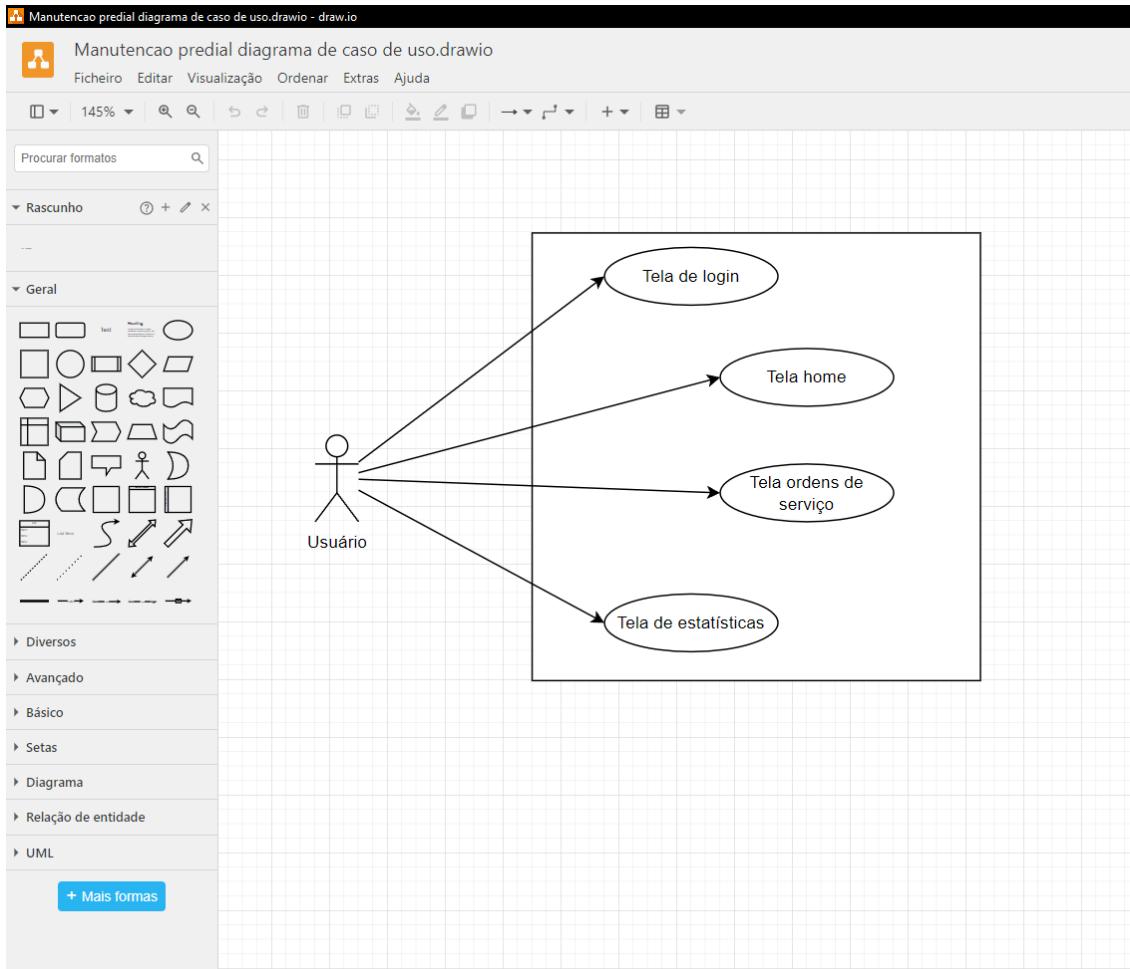 Manutencao predial diagrama de caso de uso.drawio - draw.io
Manutencao predial diagrama de caso de uso.drawio
Ficheiro Editar Visualização Ordenar Extras Ajuda
145%
Procurar formatos
Rascunho
Geral
Text
Heading
Diversos
Avançado
Básico
Setas
Diagrama
Relação de entidade
UML
+ Mais formas
Tela de login
Tela home
Tela ordens de
serviço
Usuário
Tela de estatísticas